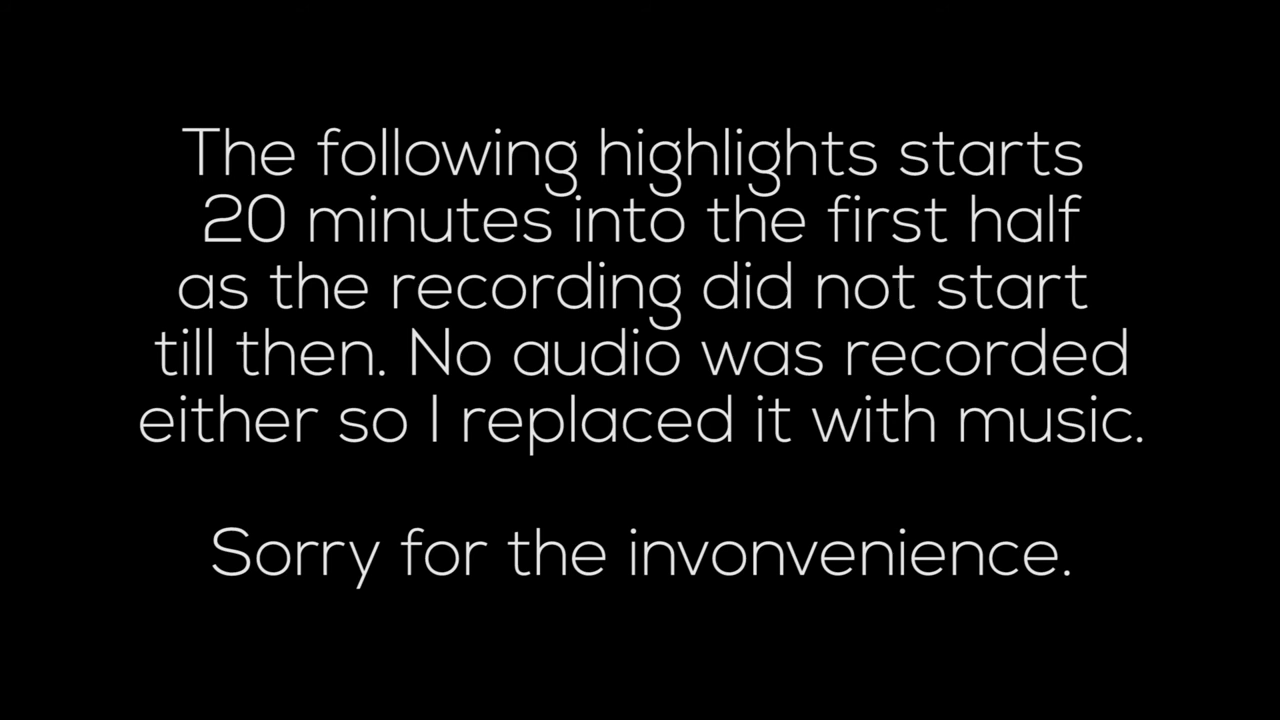 The following highlights starts
20 minutes into the first half
as the recording did not start
till then. No audio was recorded
either so I replaced it with music.
Sorry for the invonvenience.